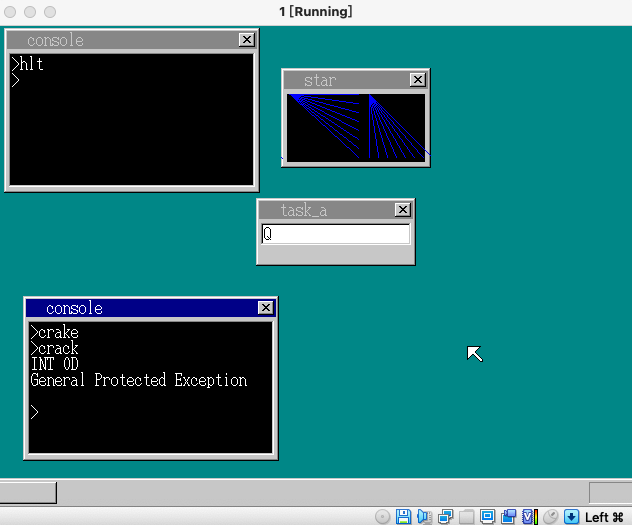 1 [Running]
console
>hlt
>
star
task_a
Q
console
>crake
>crack
INT 0D
General Protected Exception
>
Left ⌘